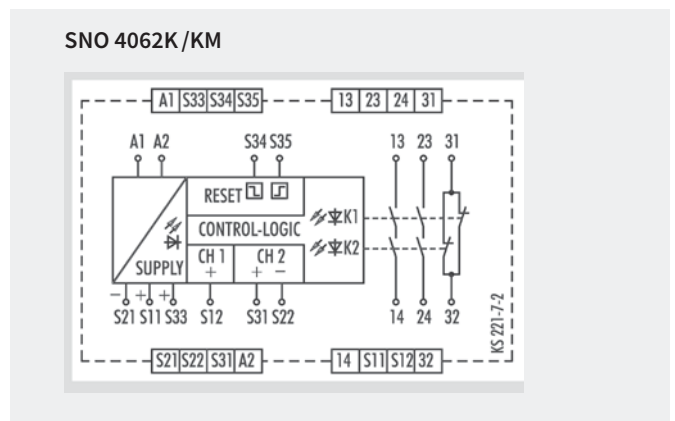 SNO 4062K/KM
A1 S33 S34 S35 13 23 24 31
A1 A2 S34 S35 13 23 31
RESET
K1
CONTROL-LOGIC
K2
CH 1 CH 2
SUPPLY + + −
− + +
S21 S11 S33 S12 S31 S22 14 24 32
KS 221-7-2
S21 S22 S31 A2 14 S11 S12 32